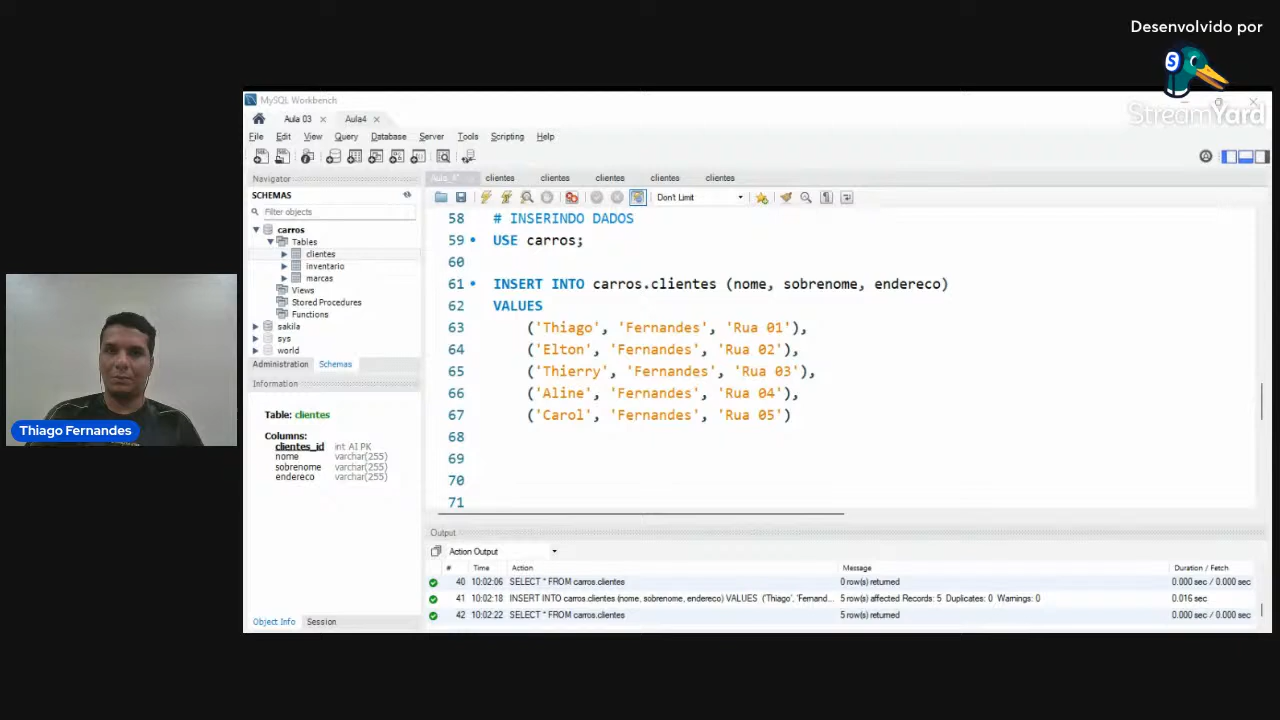 Desenvolvido por
S
StreamYard
MySQL Workbench
Aula 03 Aula4
File Edit View Query Database Server Tools Scripting Help
Navigator
SCHEMAS
Filter objects
carros
Tables
clientes
inventario
marcas
Views
Stored Procedures
Functions
sakila
sys
world
Administration Schemas
Information
Table: clientes
Columns:
clientes_id int AI PK
nome varchar(255)
sobrenome varchar(255)
endereco varchar(255)
Object Info Session
Thiago Fernandes
clientes clientes clientes clientes clientes
Don't Limit
58 # INSERINDO DADOS
59 USE carros;
60
61 INSERT INTO carros.clientes (nome, sobrenome, endereco)
62 VALUES
63 ('Thiago', 'Fernandes', 'Rua 01'),
64 ('Elton', 'Fernandes', 'Rua 02'),
65 ('Thierry', 'Fernandes', 'Rua 03'),
66 ('Aline', 'Fernandes', 'Rua 04'),
67 ('Carol', 'Fernandes', 'Rua 05')
68
69
70
71
Output
Action Output
# Time Action Message Duration / Fetch
40 10:02:06 SELECT * FROM carros.clientes 0 row(s) returned 0.000 sec / 0.000 sec
41 10:02:18 INSERT INTO carros.clientes (nome, sobrenome, endereco) VALUES ('Thiago', 'Fernand... 5 row(s) affected Records: 5 Duplicates: 0 Warnings: 0 0.016 sec
42 10:02:22 SELECT * FROM carros.clientes 5 row(s) returned 0.000 sec / 0.000 sec